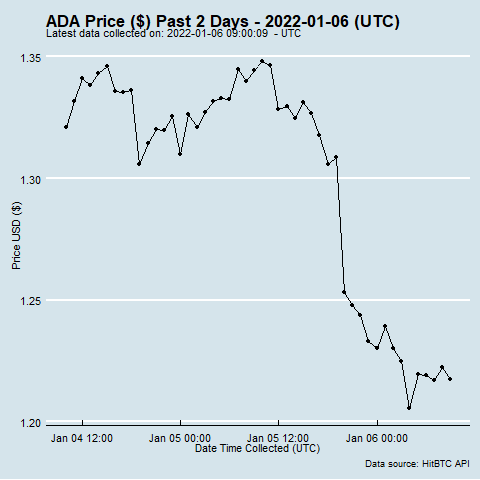 ADA Price ($) Past 2 Days - 2022-01-06 (UTC)
Latest data collected on: 2022-01-06 09:00:09 - UTC
1.35
1.30
1.25
1.20
Price USD ($)
Jan 04 12:00 Jan 05 00:00 Jan 05 12:00 Jan 06 00:00
Date Time Collected (UTC)
Data source: HitBTC API